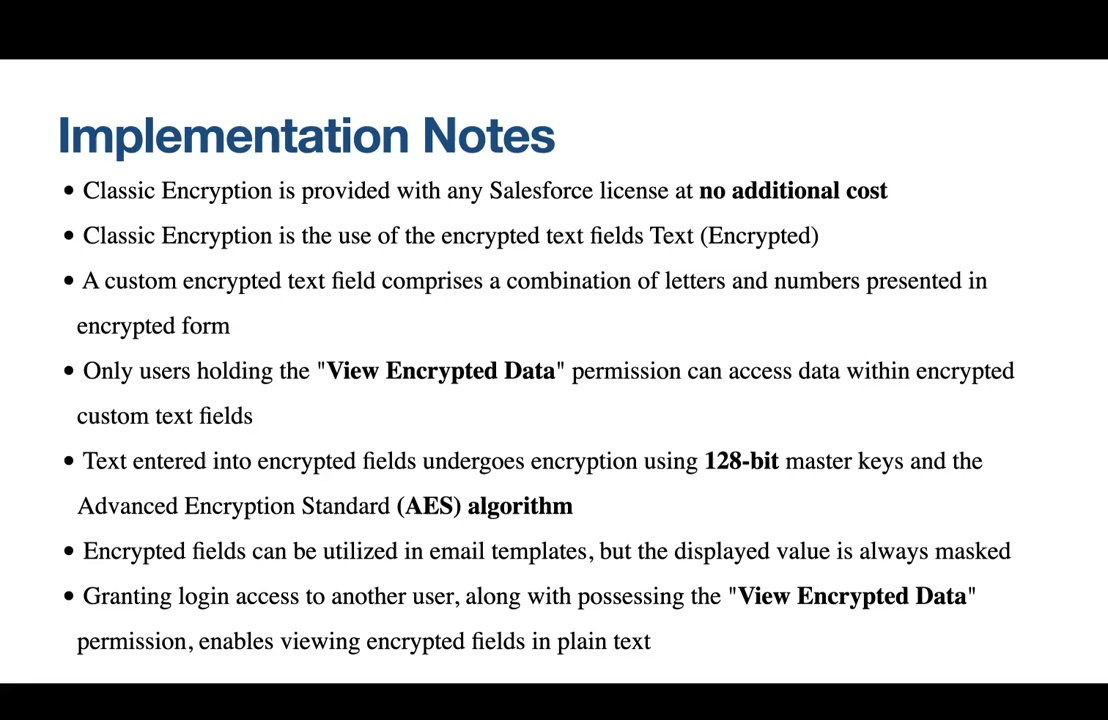 Implementation Notes
• Classic Encryption is provided with any Salesforce license at no additional cost
• Classic Encryption is the use of the encrypted text fields Text (Encrypted)
• A custom encrypted text field comprises a combination of letters and numbers presented in
encrypted form
• Only users holding the "View Encrypted Data" permission can access data within encrypted
custom text fields
• Text entered into encrypted fields undergoes encryption using 128-bit master keys and the
Advanced Encryption Standard (AES) algorithm
• Encrypted fields can be utilized in email templates, but the displayed value is always masked
• Granting login access to another user, along with possessing the "View Encrypted Data"
permission, enables viewing encrypted fields in plain text